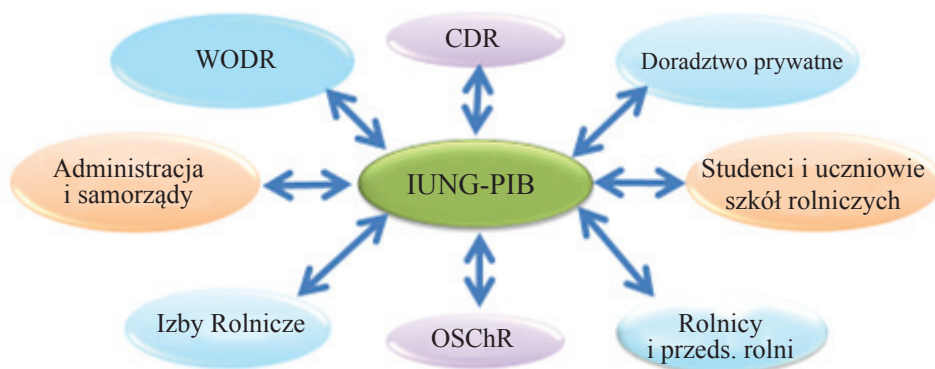 CDR
WODR
Doradztwo prywatne
Administracja
i samorządy
IUNG-PIB
Studenci i uczniowie
szkół rolniczych
Izby Rolnicze
OSChR
Rolnicy
i przeds. rolni